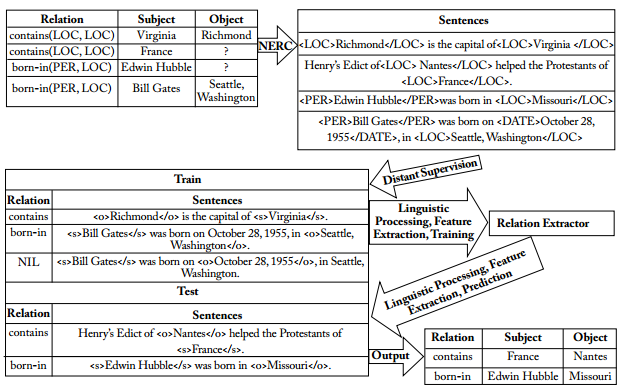 Relation Subject Object
contains(LOC, LOC) Virginia Richmond
contains(LOC, LOC) France ?
born-in(PER, LOC) Edwin Hubble ?
born-in(PER, LOC) Bill Gates Seattle,
Washington
NERC
Sentences
<LOC>Richmond</LOC> is the capital of<LOC>Virginia </LOC>
Henry's Edict of<LOC> Nantes</LOC> helped the Protestants of
<LOC>France</LOC>.
<PER>Edwin Hubble</PER>was born in <LOC>Missouri</LOC>
<PER>Bill Gates</PER> was born on <DATE>October 28,
1955</DATE>, in <LOC>Seattle, Washington</LOC>
Distant Supervision
Train
Relation Sentences
contains <o>Richmond</o> is the capital of <s>Virginia</s>.
born-in <s>Bill Gates</s> was born on October 28, 1955, in <o>Seattle,
Washington</o>.
NIL <s>Bill Gates</s> was born on <o>October 28, 1955</o>, in Seattle,
Washington.
Linguistic
Processing, Feature
Extraction, Training
Relation Extractor
Linguistic Processing, Feature
Extraction, Prediction
Test
Relation Sentences
contains Henry's Edict of <o>Nantes</o> helped the Protestants of
<s>France</s>.
born-in <s>Edwin Hubble</s> was born in <o>Missouri</o>.
Output
Relation Subject Object
contains France Nantes
born-in Edwin Hubble Missouri